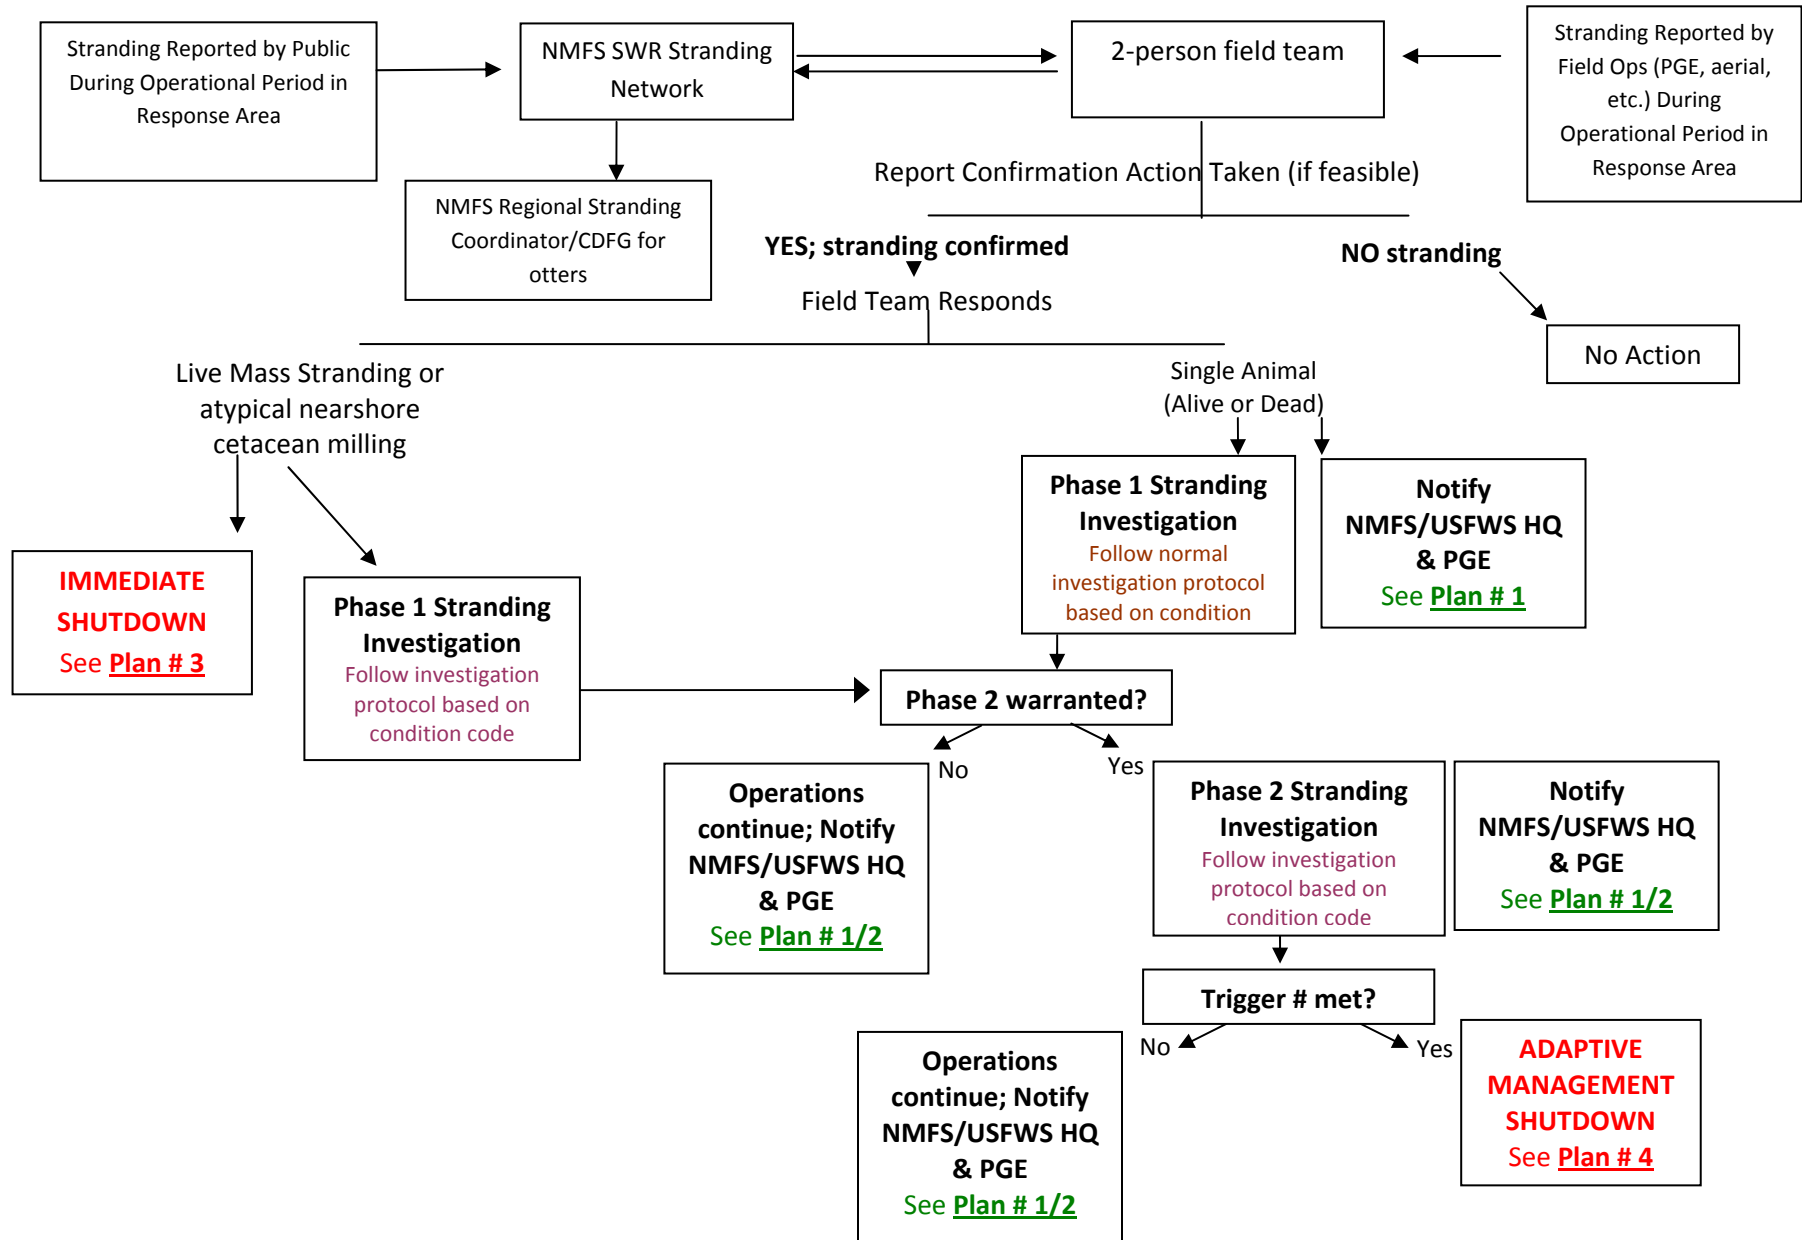 Stranding Reported by Public
During Operational Period in
Response Area
NMFS SWR Stranding
Network
2-person field team
Stranding Reported by
Field Ops (PGE, aerial,
etc.) During
Operational Period in
Response Area
Report Confirmation Action Taken (if feasible)
NMFS Regional Stranding
Coordinator/CDFG for
otters
YES; stranding confirmed
NO stranding
Field Team Responds
No Action
Live Mass Stranding or
atypical nearshore
cetacean milling
Single Animal
(Alive or Dead)
IMMEDIATE
SHUTDOWN
See Plan # 3
Phase 1 Stranding
Investigation
Follow investigation
protocol based on
condition code
Phase 1 Stranding
Investigation
Follow normal
investigation protocol
based on condition
Notify
NMFS/USFWS HQ
& PGE
See Plan # 1
Phase 2 warranted?
No
Yes
Operations
continue; Notify
NMFS/USFWS HQ
& PGE
See Plan # 1/2
Phase 2 Stranding
Investigation
Follow investigation
protocol based on
condition code
Notify
NMFS/USFWS HQ
& PGE
See Plan # 1/2
Trigger # met?
No
Yes
Operations
continue; Notify
NMFS/USFWS HQ
& PGE
See Plan # 1/2
ADAPTIVE
MANAGEMENT
SHUTDOWN
See Plan # 4